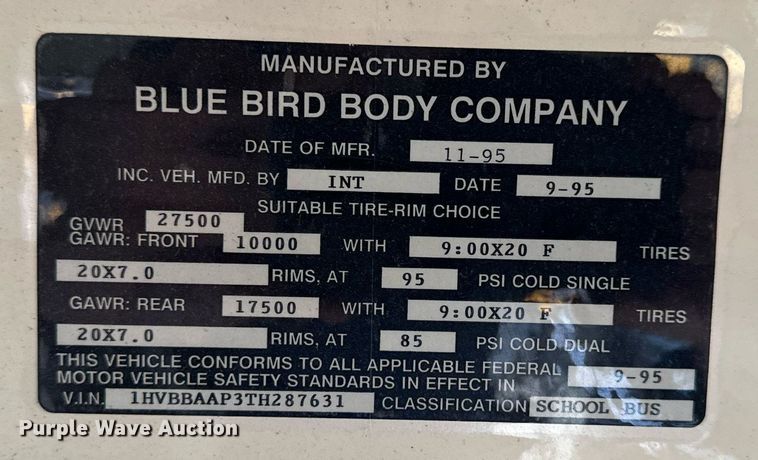 MANUFACTURED BY
BLUE BIRD BODY COMPANY
DATE OF MFR. 11-95
INC. VEH. MFD. BY INT DATE 9-95
SUITABLE TIRE-RIM CHOICE
GVWR 27500
GAWR: FRONT 10000 WITH 9:00X20 F TIRES
20X7.0 RIMS, AT 95 PSI COLD SINGLE
GAWR: REAR 17500 WITH 9:00X20 F TIRES
20X7.0 RIMS, AT 85 PSI COLD DUAL
THIS VEHICLE CONFORMS TO ALL APPLICABLE FEDERAL
MOTOR VEHICLE SAFETY STANDARDS IN EFFECT IN 9-95
V.I.N. 1HVBBAAP3TH287631 CLASSIFICATION SCHOOL BUS
Purple Wave Auction